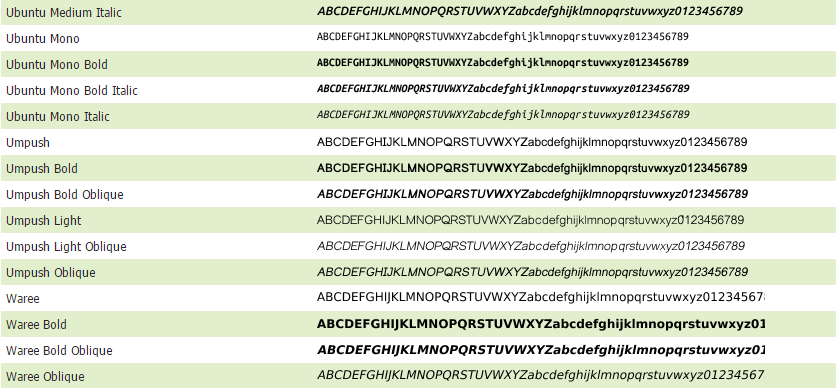 Ubuntu Medium Italic ABCDEFGHIJKLMNOPQRSTUVWXYZabcdefghijklmnopqrstuvwxyz0123456789
Ubuntu Mono ABCDEFGHIJKLMNOPQRSTUVWXYZabcdefghijklmnopqrstuvwxyz0123456789
Ubuntu Mono Bold ABCDEFGHIJKLMNOPQRSTUVWXYZabcdefghijklmnopqrstuvwxyz0123456789
Ubuntu Mono Bold Italic ABCDEFGHIJKLMNOPQRSTUVWXYZabcdefghijklmnopqrstuvwxyz0123456789
Ubuntu Mono Italic ABCDEFGHIJKLMNOPQRSTUVWXYZabcdefghijklmnopqrstuvwxyz0123456789
Umpush ABCDEFGHIJKLMNOPQRSTUVWXYZabcdefghijklmnopqrstuvwxyz0123456789
Umpush Bold ABCDEFGHIJKLMNOPQRSTUVWXYZabcdefghijklmnopqrstuvwxyz0123456789
Umpush Bold Oblique ABCDEFGHIJKLMNOPQRSTUVWXYZabcdefghijklmnopqrstuvwxyz0123456789
Umpush Light ABCDEFGHIJKLMNOPQRSTUVWXYZabcdefghijklmnopqrstuvwxyz0123456789
Umpush Light Oblique ABCDEFGHIJKLMNOPQRSTUVWXYZabcdefghijklmnopqrstuvwxyz0123456789
Umpush Oblique ABCDEFGHIJKLMNOPQRSTUVWXYZabcdefghijklmnopqrstuvwxyz0123456789
Waree ABCDEFGHIJKLMNOPQRSTUVWXYZabcdefghijklmnopqrstuvwxyz01234567
Waree Bold ABCDEFGHIJKLMNOPQRSTUVWXYZabcdefghijklmnopqrstuvwxyz01
Waree Bold Oblique ABCDEFGHIJKLMNOPQRSTUVWXYZabcdefghijklmnopqrstuvwxyz01
Waree Oblique ABCDEFGHIJKLMNOPQRSTUVWXYZabcdefghijklmnopqrstuvwxyz01234567